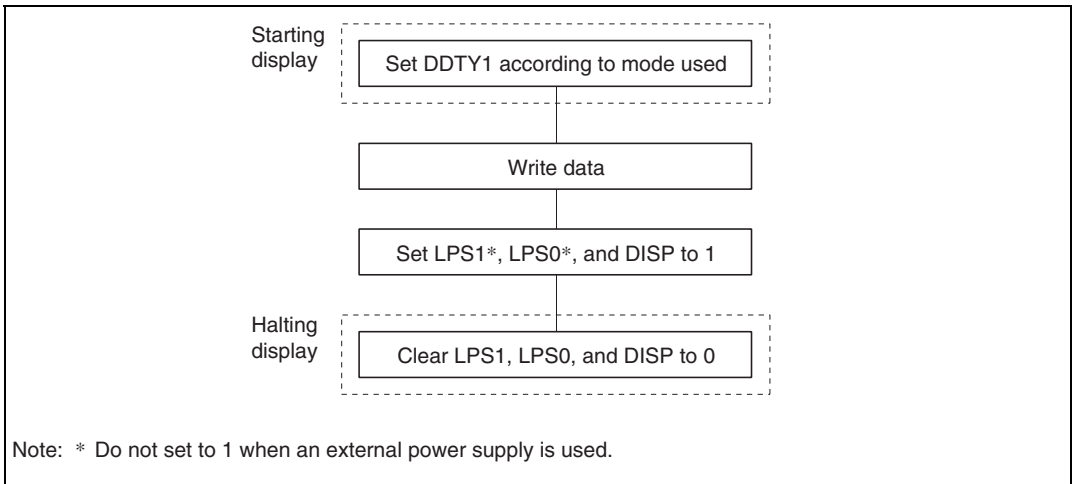 Starting
display
Set DDTY1 according to mode used
Write data
Set LPS1*, LPS0*, and DISP to 1
Halting
display
Clear LPS1, LPS0, and DISP to 0
Note: * Do not set to 1 when an external power supply is used.